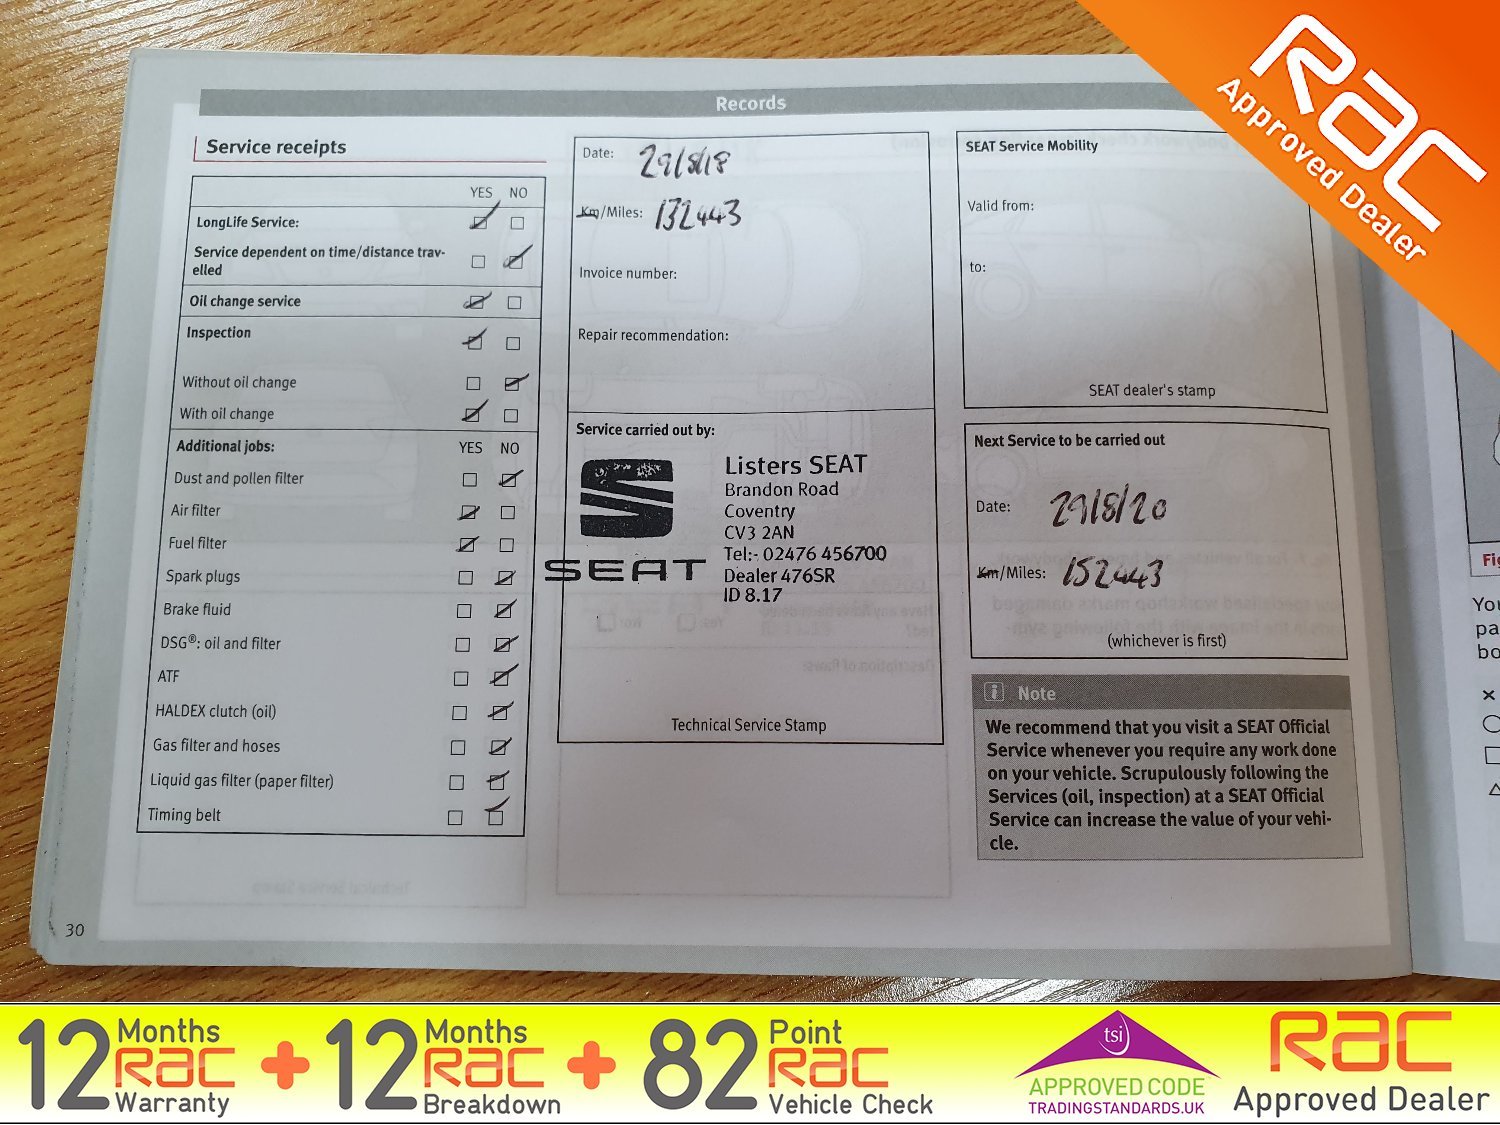 Records
Service receipts
YES NO
LongLife Service:
Service dependent on time/distance trav-
elled
Oil change service
Inspection
Without oil change
With oil change
Additional jobs: YES NO
Dust and pollen filter
Air filter
Fuel filter
Spark plugs
Brake fluid
DSG®: oil and filter
ATF
HALDEX clutch (oil)
Gas filter and hoses
Liquid gas filter (paper filter)
Timing belt
30
Date: 29/8/18
Km/Miles: 132443
Invoice number:
Repair recommendation:
Service carried out by:
SEAT
Listers SEAT
Brandon Road
Coventry
CV3 2AN
Tel:- 02476 456700
Dealer 476SR
ID 8.17
Technical Service Stamp
SEAT Service Mobility
Valid from:
to:
SEAT dealer's stamp
Next Service to be carried out
Date: 29/8/20
Km/Miles: 152443
(whichever is first)
i Note
We recommend that you visit a SEAT Official
Service whenever you require any work done
on your vehicle. Scrupulously following the
Services (oil, inspection) at a SEAT Official
Service can increase the value of your vehi-
cle.
RAC
Approved Dealer
12 Months RAC Warranty + 12 Months RAC Breakdown + 82 Point RAC Vehicle Check
tsi
APPROVED CODE
TRADINGSTANDARDS.UK
RAC
Approved Dealer